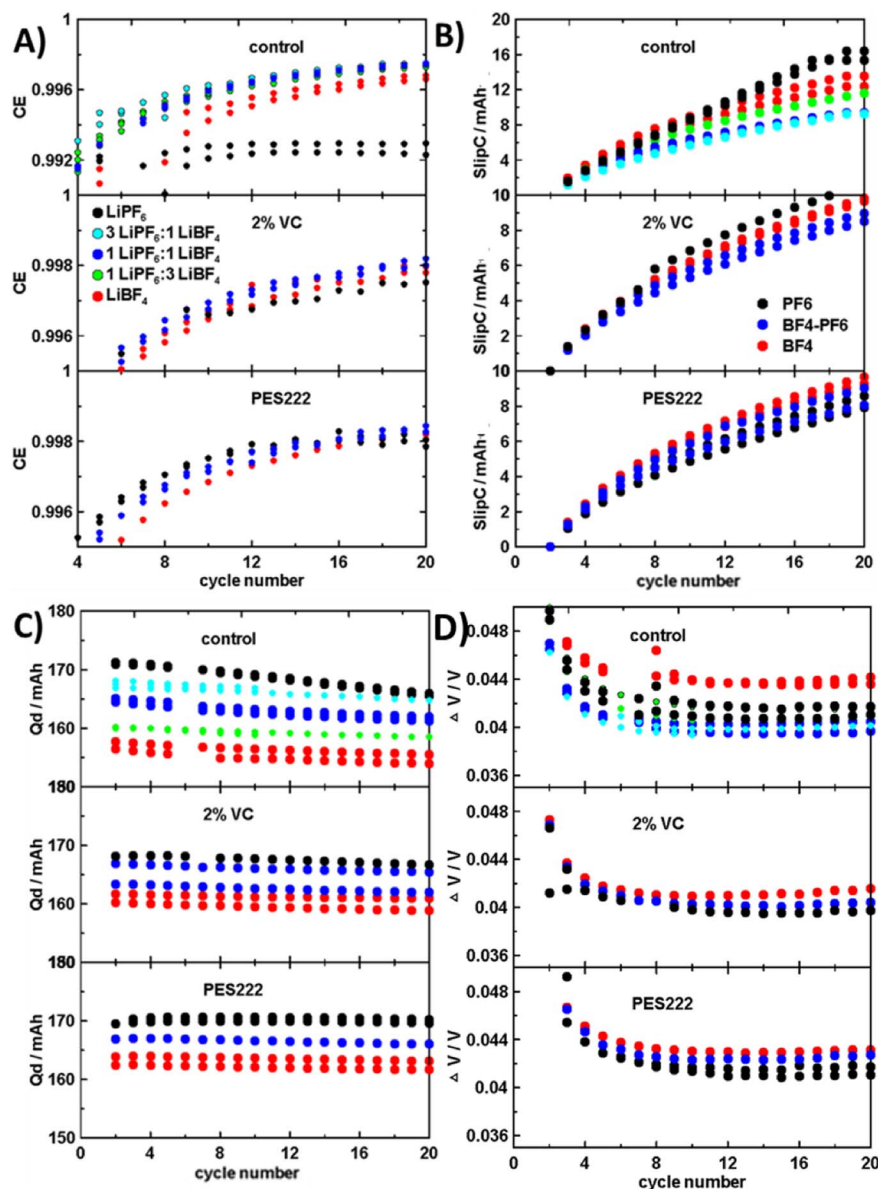 A)
control
1
0.996
CE
0.992
1
LiPF6
3 LiPF6:1 LiBF4
1 LiPF6:1 LiBF4
1 LiPF6:3 LiBF4
LiBF4
2% VC
0.998
CE
0.996
1
PES222
0.998
CE
0.996
4 8 12 16 20
cycle number
B)
control
20
16
12
8
4
SlipC / mAh
10
2% VC
8
6
4
2
SlipC / mAh
PF6
BF4-PF6
BF4
10
PES222
8
6
4
2
0
SlipC / mAh
0 4 8 12 16 20
cycle number
C)
180
control
170
160
Qd / mAh
180
2% VC
170
160
Qd / mAh
180
PES222
170
160
150
Qd / mAh
0 4 8 12 16 20
cycle number
D)
control
0.048
0.044
0.04
0.036
△ V / V
2% VC
0.048
0.044
0.04
0.036
△ V / V
PES222
0.048
0.044
0.04
0.036
△ V / V
0 4 8 12 16 20
cycle number